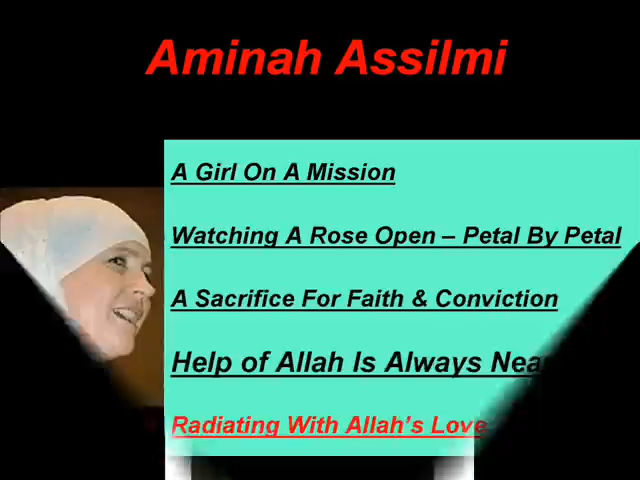 Aminah Assilmi
A Girl On A Mission
Watching A Rose Open – Petal By Petal
A Sacrifice For Faith & Conviction
Help of Allah Is Always Near
Radiating With Allah's Love